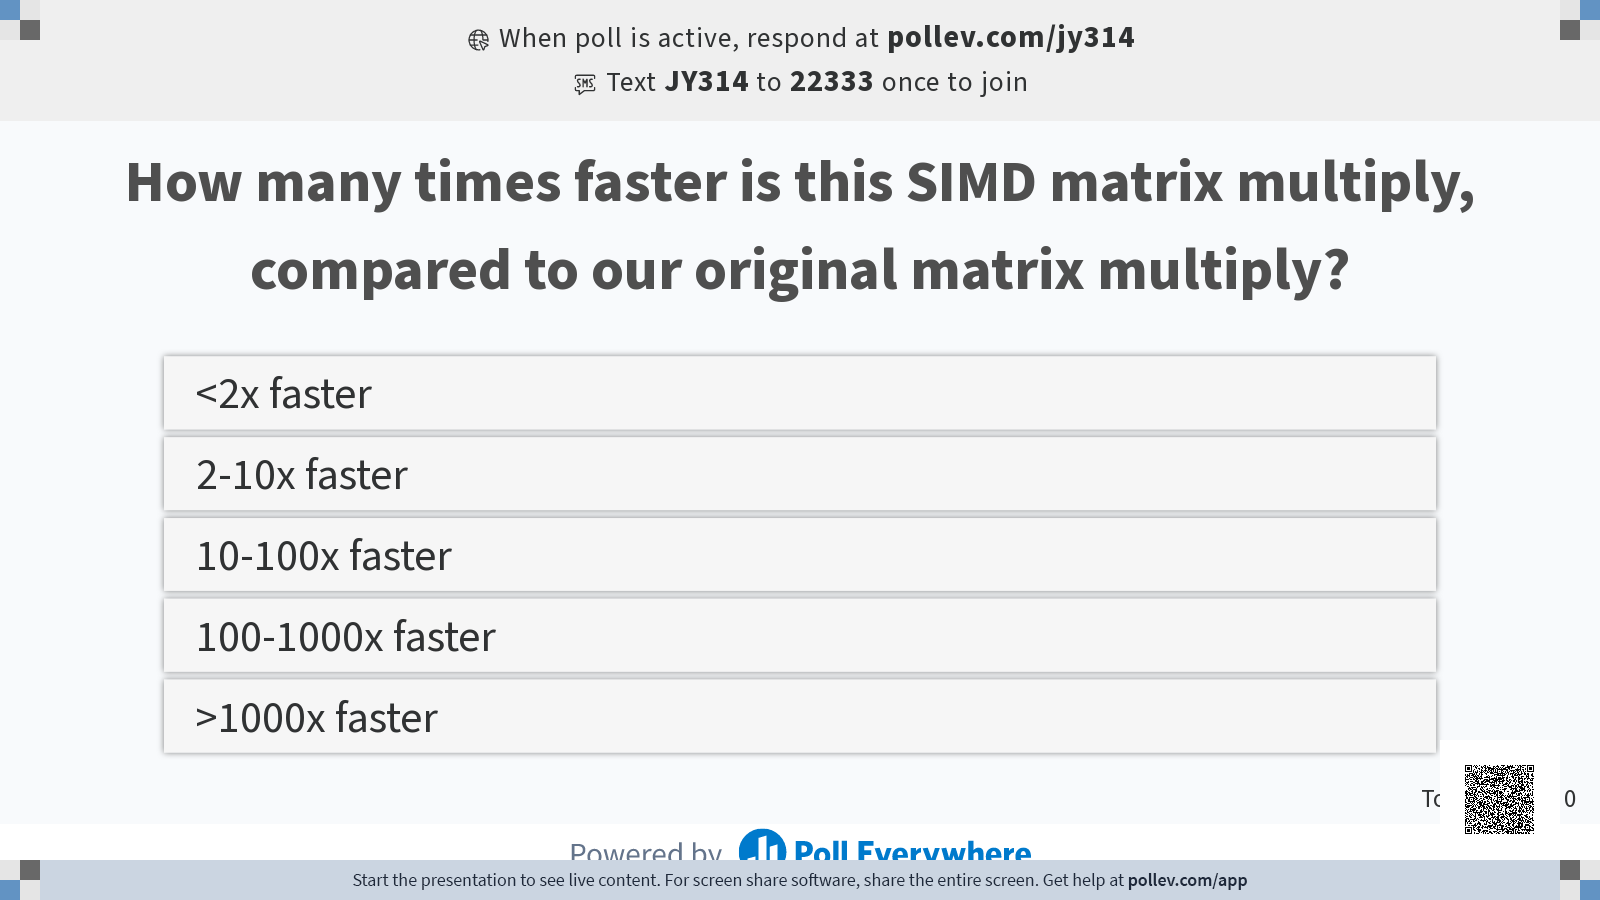 When poll is active, respond at pollev.com/jy314
SMS Text JY314 to 22333 once to join
How many times faster is this SIMD matrix multiply,
compared to our original matrix multiply?
<2x faster
2-10x faster
10-100x faster
100-1000x faster
>1000x faster
0
Powered by Poll Everywhere
Start the presentation to see live content. For screen share software, share the entire screen. Get help at pollev.com/app